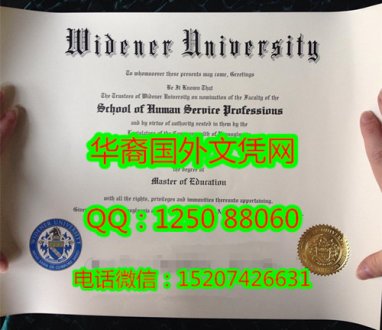 Widener University
To whomsoever these presents may come, Greetings
Be It Known That
The Trustees of Widener University on nomination of the Faculty of the
School of Human Service Professions
and by virtue of authority vested in them by the
华裔国外文凭网
the degree of
Master of Education
with all the rights, privileges and immunities thereunto appertaining,
QQ：1250 88060
WIDENER UNIVERSITY
电话微信：15207426631